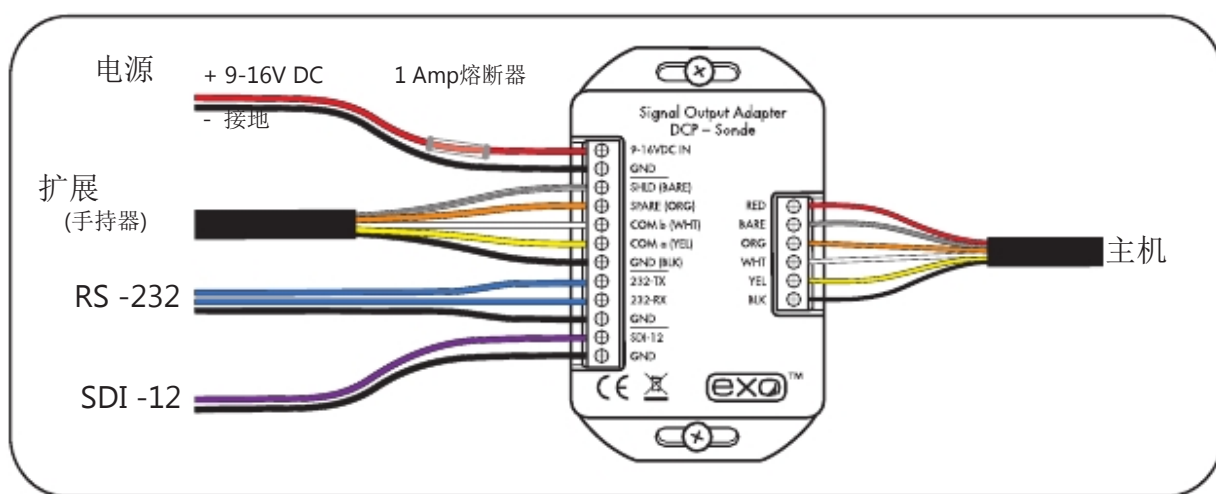 电源
+ 9-16V DC
1 Amp熔断器
- 接地
扩展
(手持器)
RS -232
SDI -12
Signal Output Adapter
DCP – Sonde
9-16VDC IN
GND
SHLD (BARE)
SPARE (ORG)
COM b (WHT)
COM a (YEL)
GND (BLK)
232-TX
232-RX
GND
SDI-12
GND
RED
BARE
ORG
WHT
YEL
BLK
主机
CE
exo™